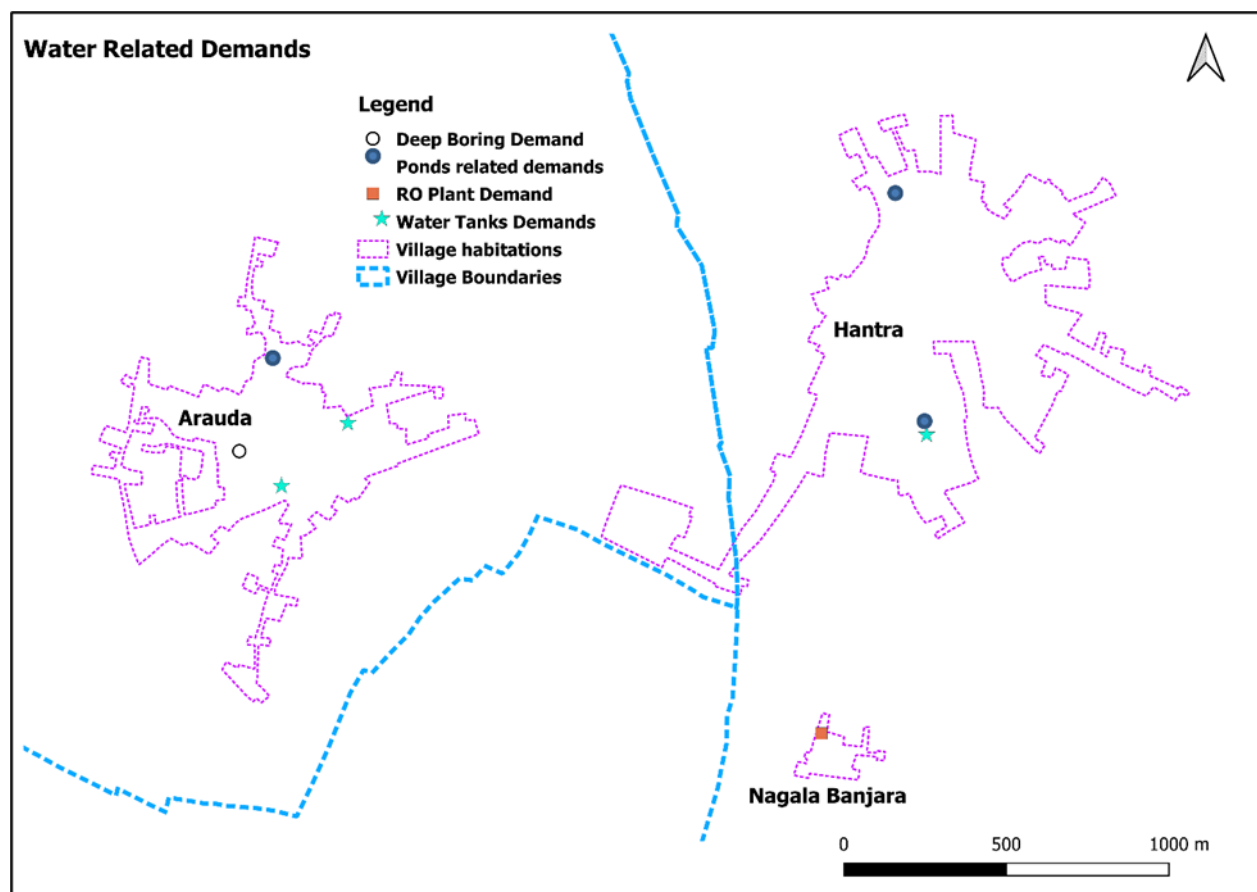 Water Related Demands
Legend
Deep Boring Demand
Ponds related demands
RO Plant Demand
Water Tanks Demands
Village habitations
Village Boundaries
Hantra
Arauda
Nagala Banjara
0 500 1000 m